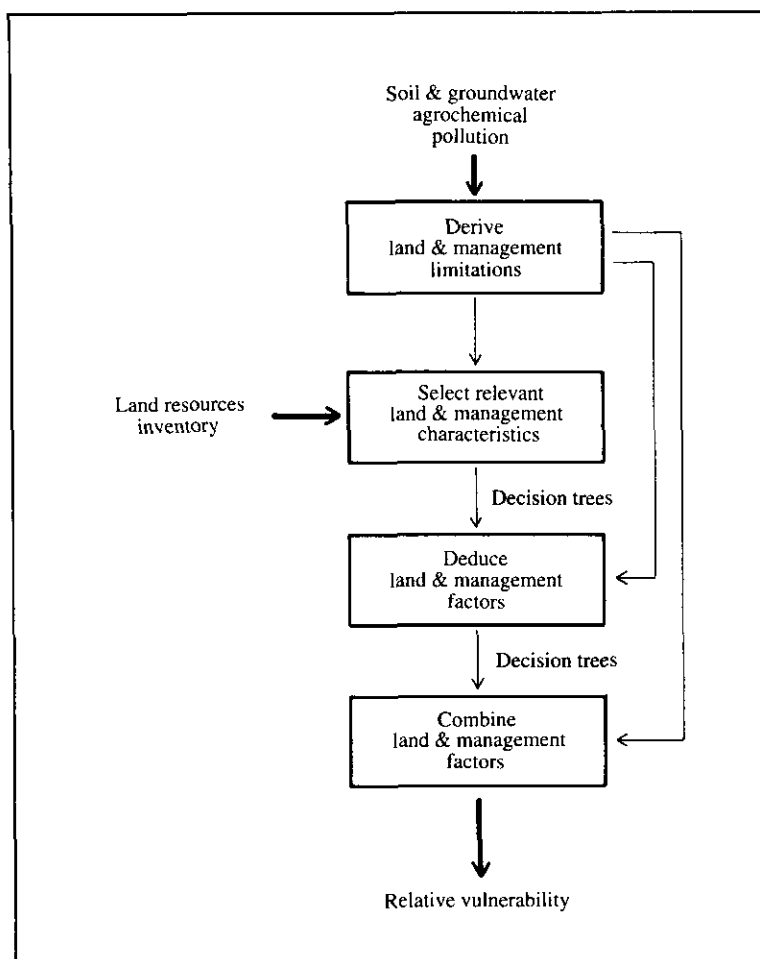 Soil & groundwater
agrochemical
pollution
Derive
land & management
limitations
Land resources
inventory
Select relevant
land & management
characteristics
Decision trees
Deduce
land & management
factors
Decision trees
Combine
land & management
factors
Relative vulnerability